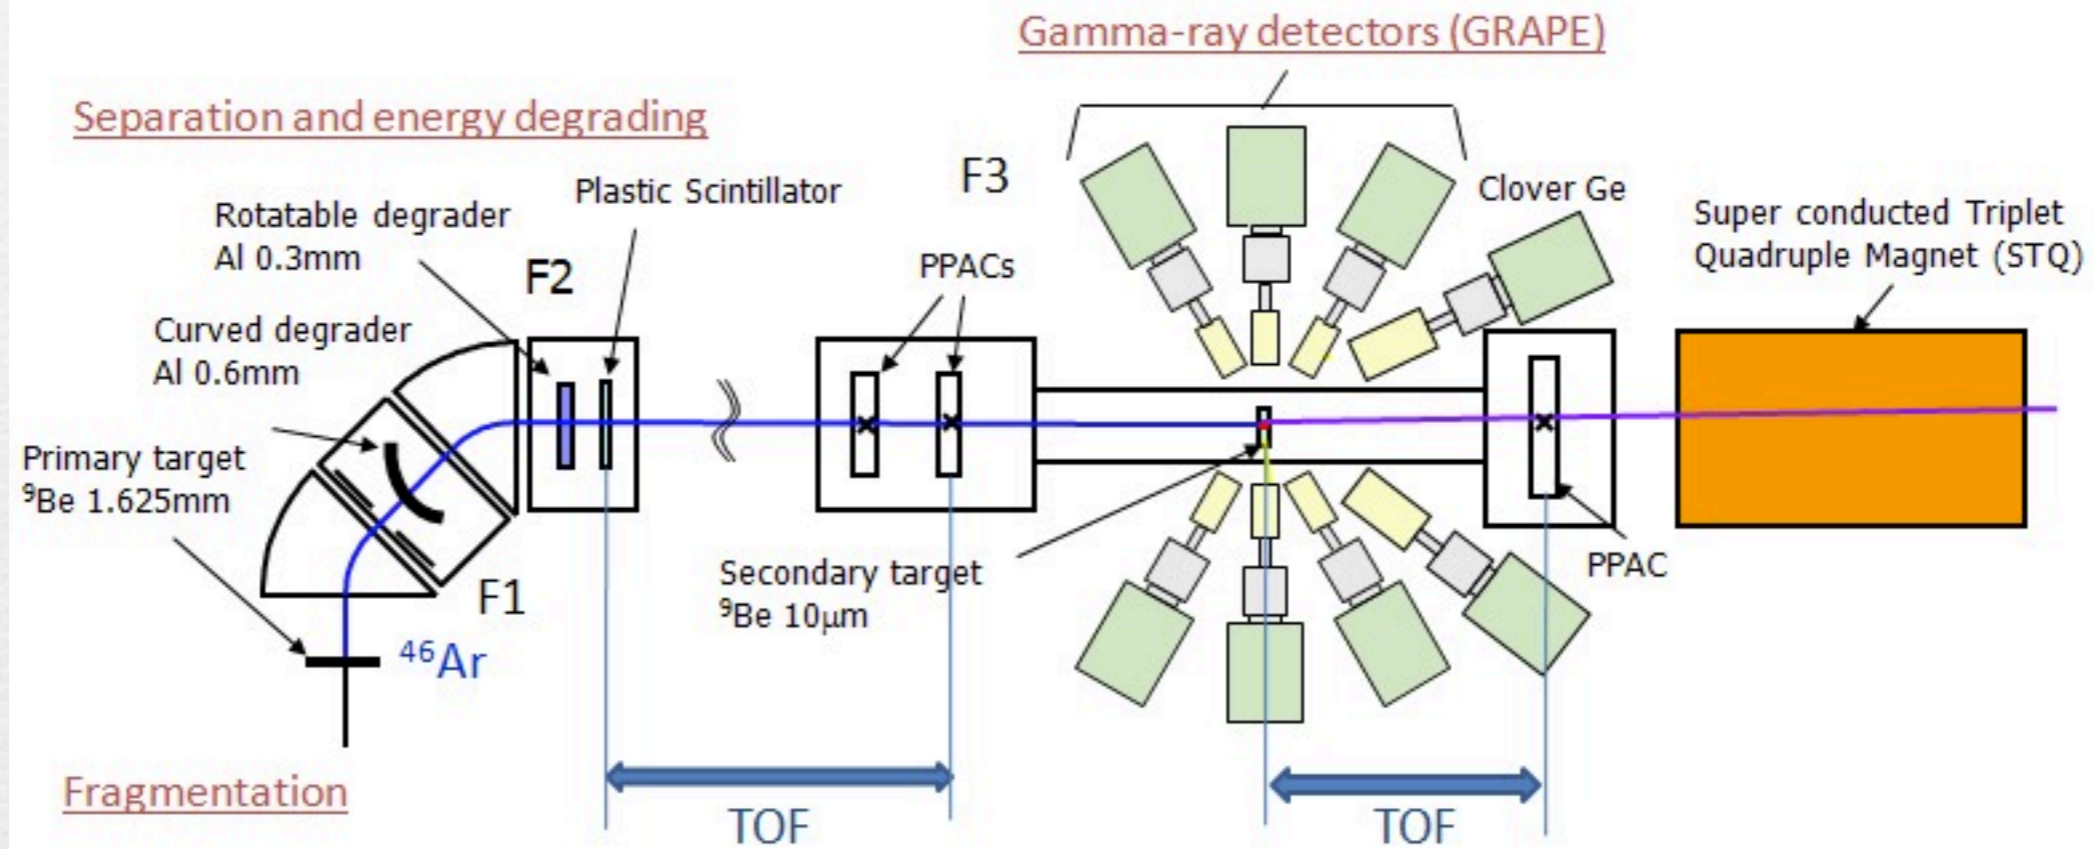 Gamma-ray detectors (GRAPE)
Separation and energy degrading
F3
Plastic Scintillator
Clover Ge
Rotatable degrader
Al 0.3mm
Super conducted Triplet
Quadruple Magnet (STQ)
F2
PPACs
Curved degrader
Al 0.6mm
Primary target
⁹Be 1.625mm
F1
Secondary target
⁹Be 10μm
PPAC
⁴⁶Ar
Fragmentation
TOF
TOF